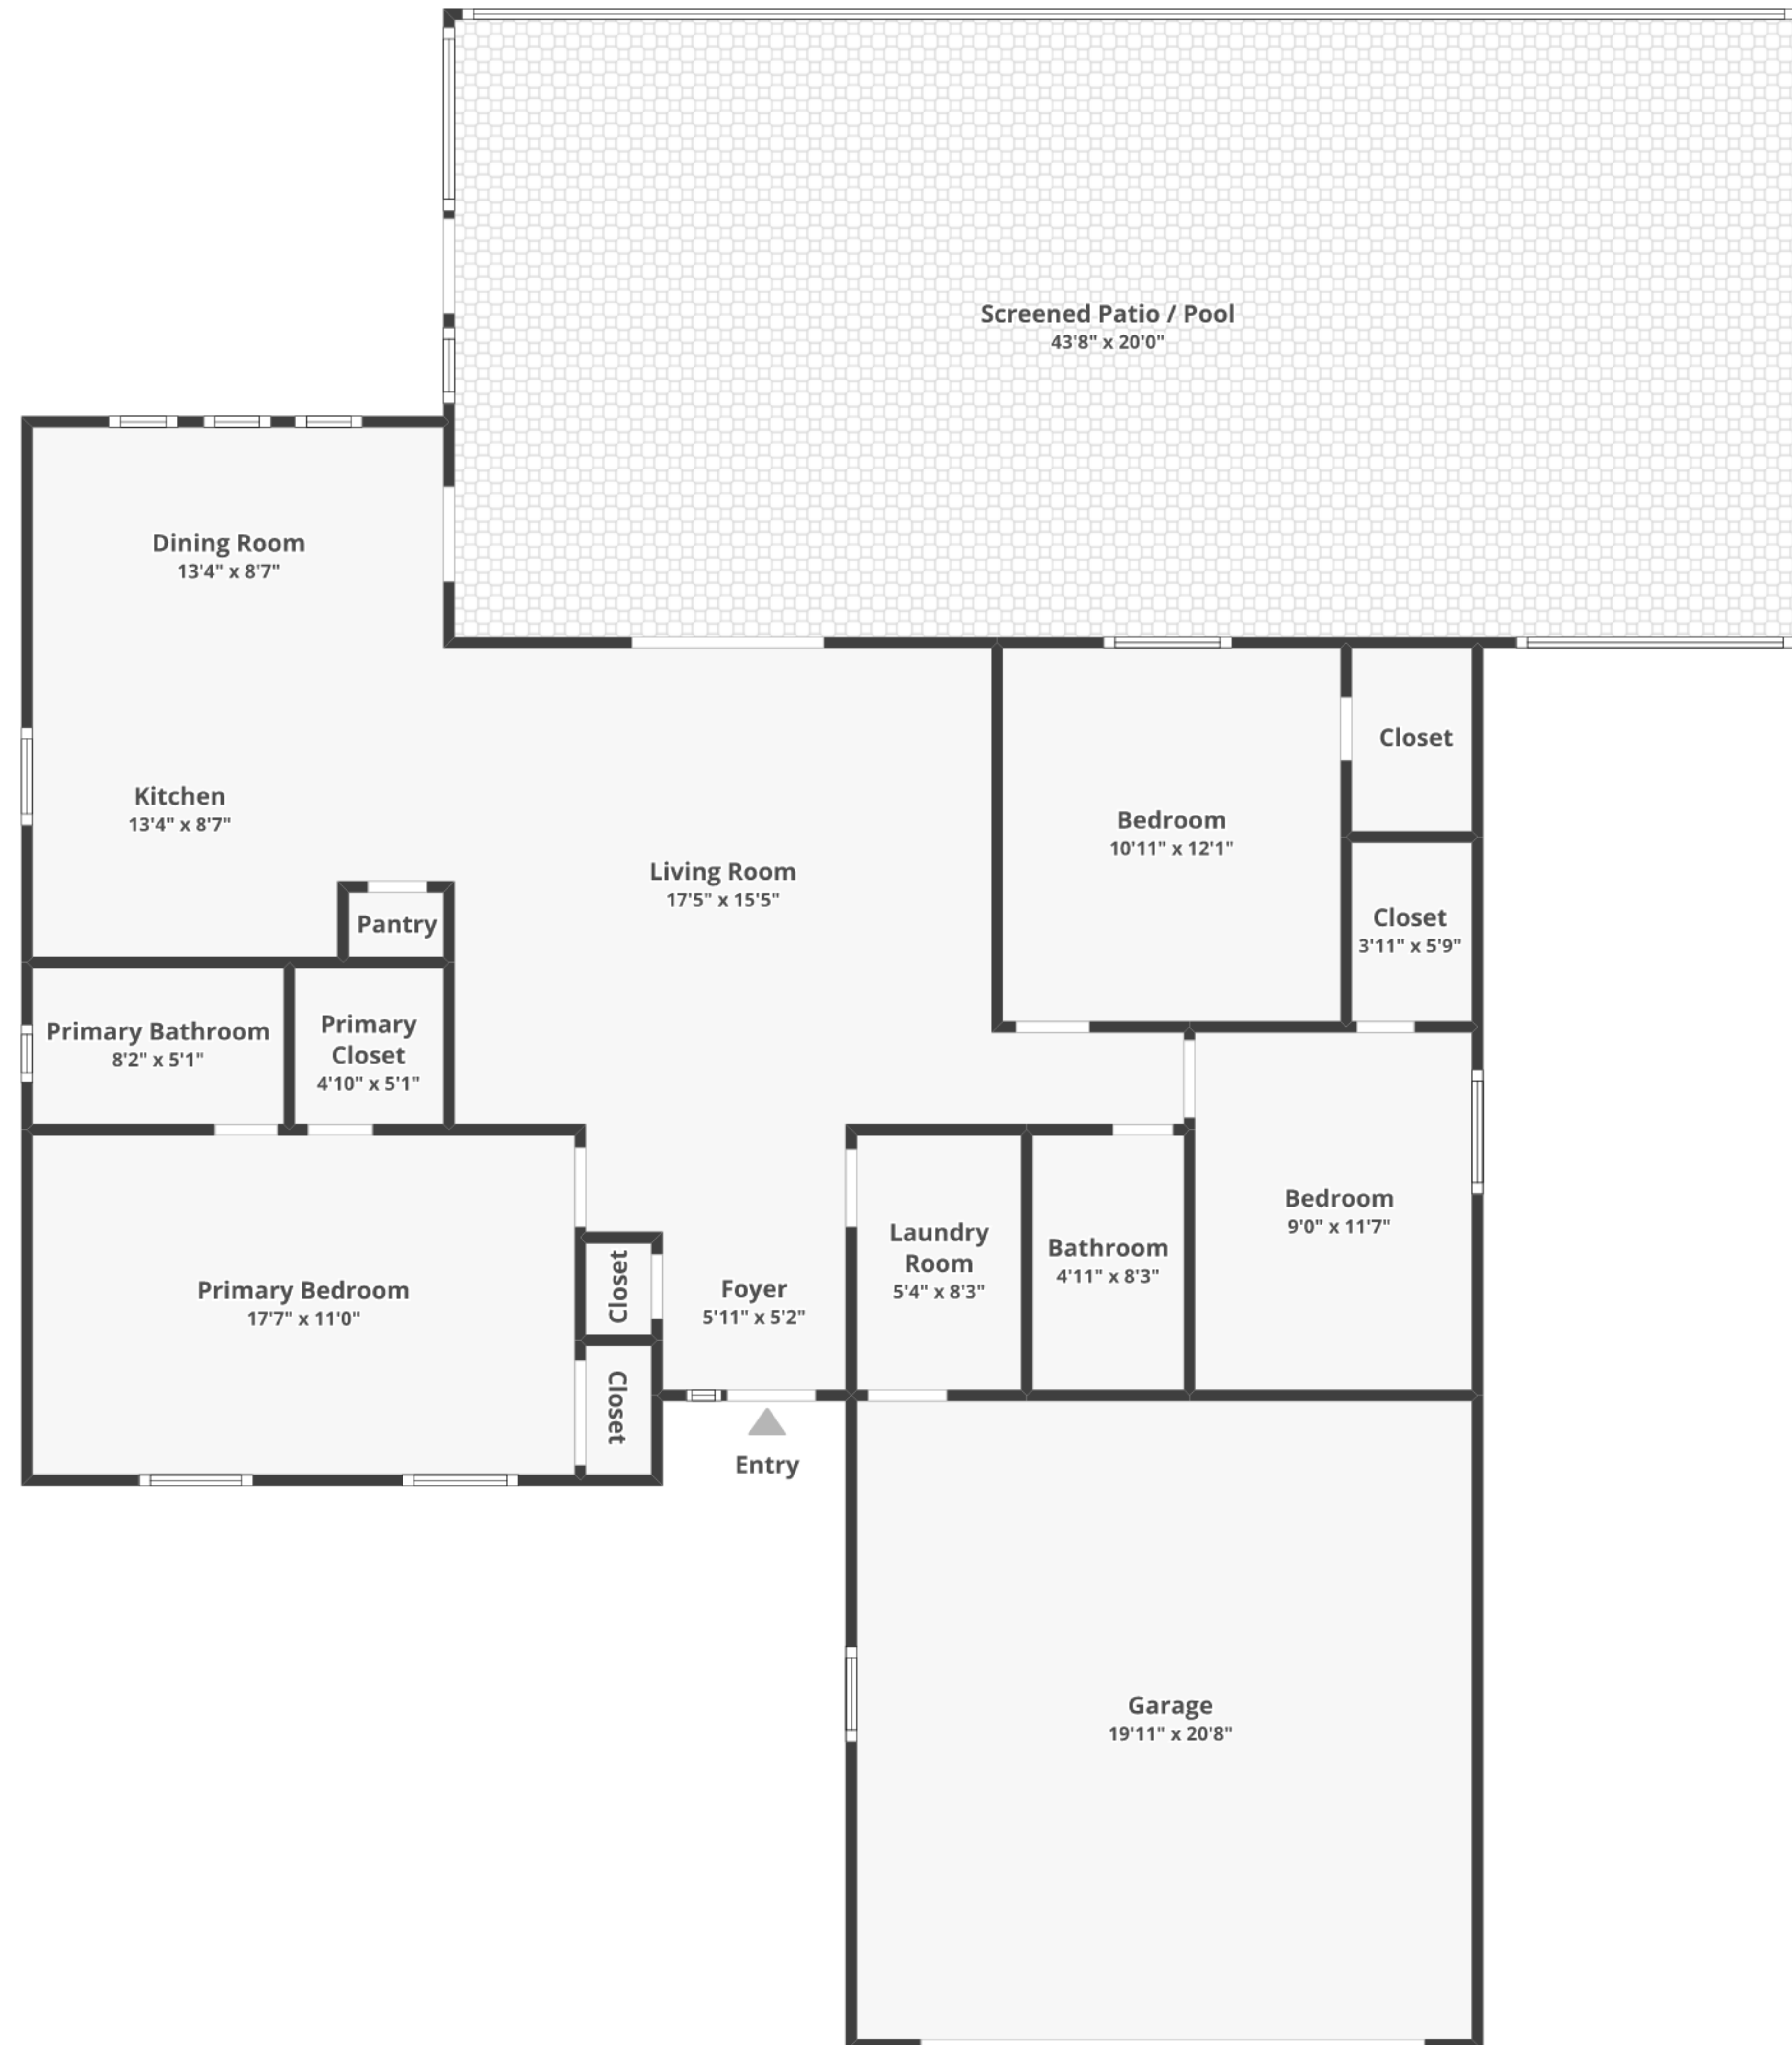 Screened Patio / Pool
43'8" x 20'0"
Dining Room
13'4" x 8'7"
Kitchen
13'4" x 8'7"
Pantry
Living Room
17'5" x 15'5"
Bedroom
10'11" x 12'1"
Closet
Closet
3'11" x 5'9"
Primary Bathroom
8'2" x 5'1"
Primary
Closet
4'10" x 5'1"
Primary Bedroom
17'7" x 11'0"
Closet
Closet
Foyer
5'11" x 5'2"
Entry
Laundry
Room
5'4" x 8'3"
Bathroom
4'11" x 8'3"
Bedroom
9'0" x 11'7"
Garage
19'11" x 20'8"